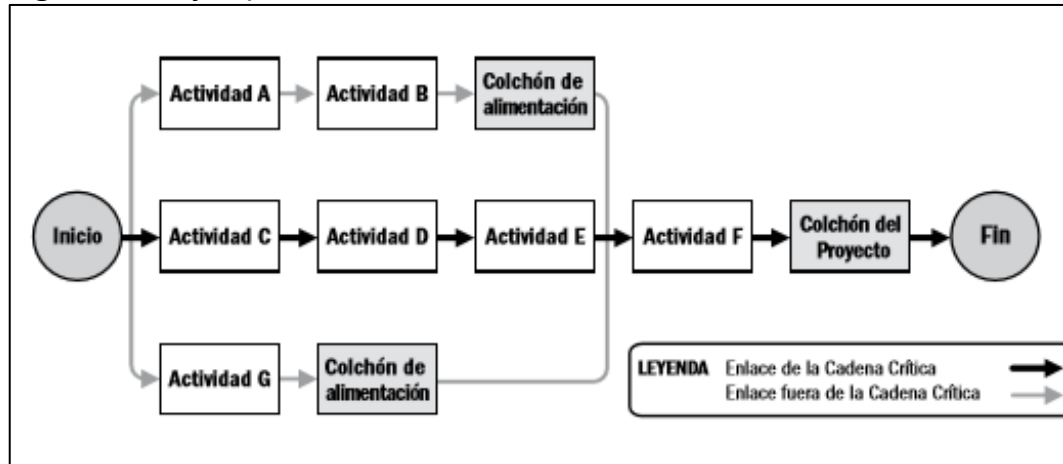 Actividad A
Actividad B
Colchón de
alimentación
Inicio
Actividad C
Actividad D
Actividad E
Actividad F
Colchón del
Proyecto
Fin
Actividad G
Colchón de
alimentación
LEYENDA Enlace de la Cadena Crítica
Enlace fuera de la Cadena Crítica